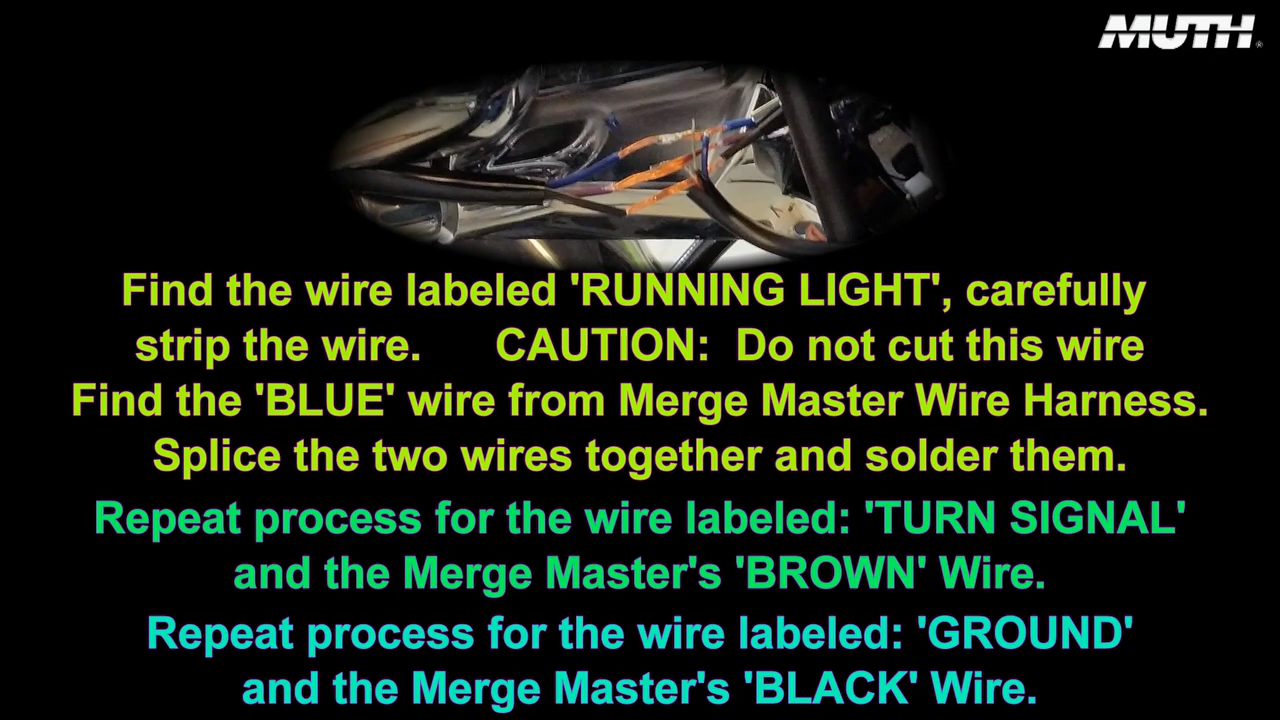 MUTH®
Find the wire labeled 'RUNNING LIGHT', carefully
strip the wire. CAUTION: Do not cut this wire
Find the 'BLUE' wire from Merge Master Wire Harness.
Splice the two wires together and solder them.
Repeat process for the wire labeled: 'TURN SIGNAL'
and the Merge Master's 'BROWN' Wire.
Repeat process for the wire labeled: 'GROUND'
and the Merge Master's 'BLACK' Wire.